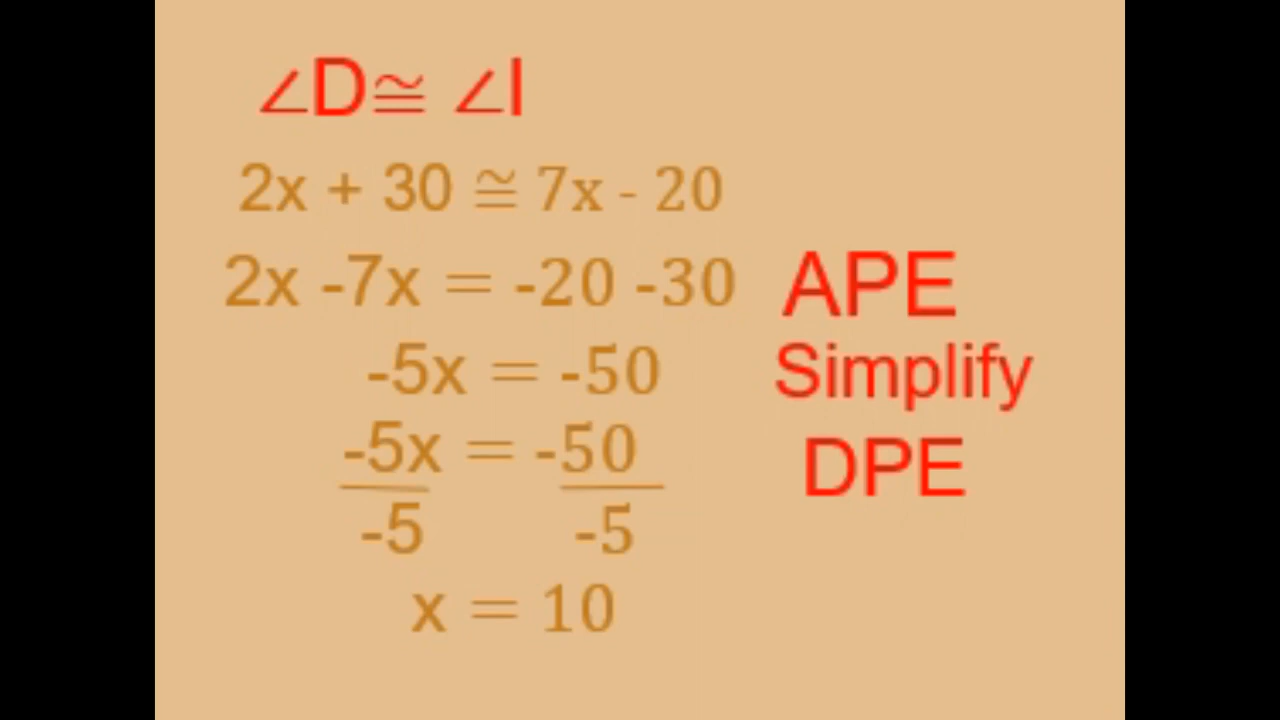 ∠D≅ ∠I
2x + 30 ≅ 7x - 20
2x -7x = -20 -30 APE
-5x = -50 Simplify
-5x = -50 DPE
-5 -5
x = 10